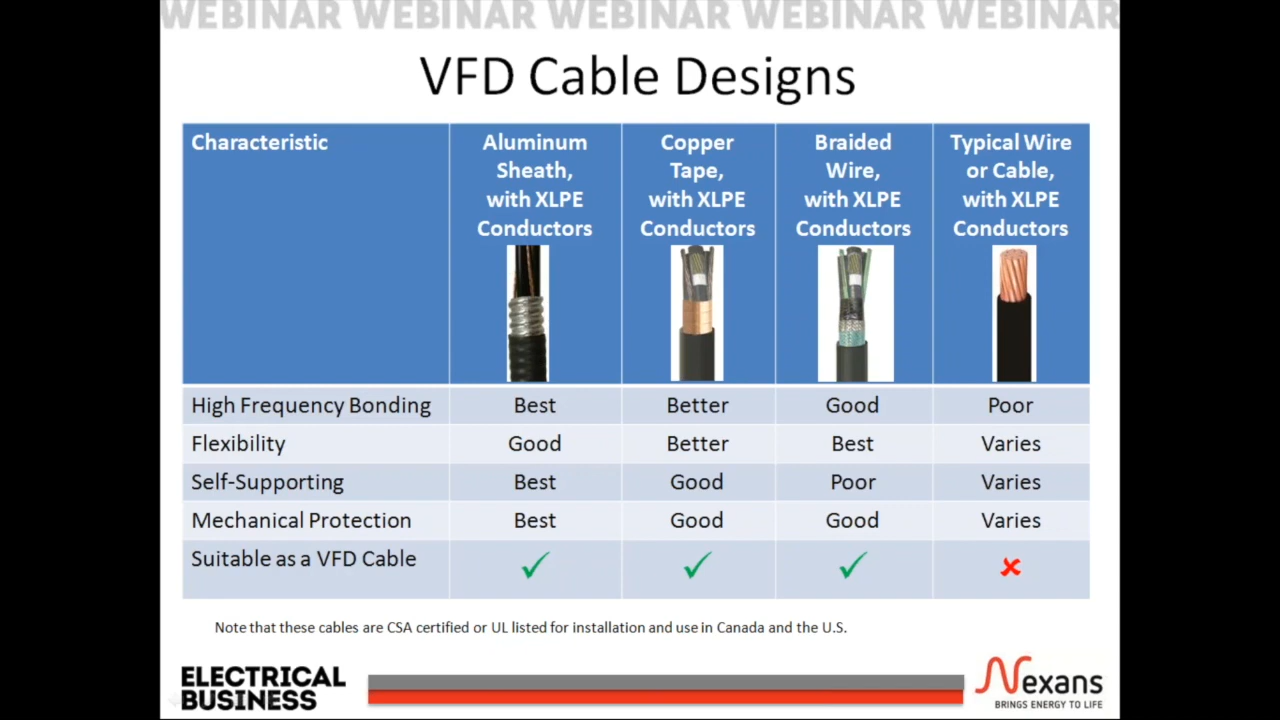 WEBINAR WEBINAR WEBINAR WEBINAR WEBINAR
VFD Cable Designs
Characteristic
Aluminum
Sheath,
with XLPE
Conductors
Copper
Tape,
with XLPE
Conductors
Braided
Wire,
with XLPE
Conductors
Typical Wire
or Cable,
with XLPE
Conductors
High Frequency Bonding Best Better Good Poor
Flexibility Good Better Best Varies
Self-Supporting Best Good Poor Varies
Mechanical Protection Best Good Good Varies
Suitable as a VFD Cable ✓ ✓ ✓ ✘
Note that these cables are CSA certified or UL listed for installation and use in Canada and the U.S.
ELECTRICAL
BUSINESS
Nexans
BRINGS ENERGY TO LIFE